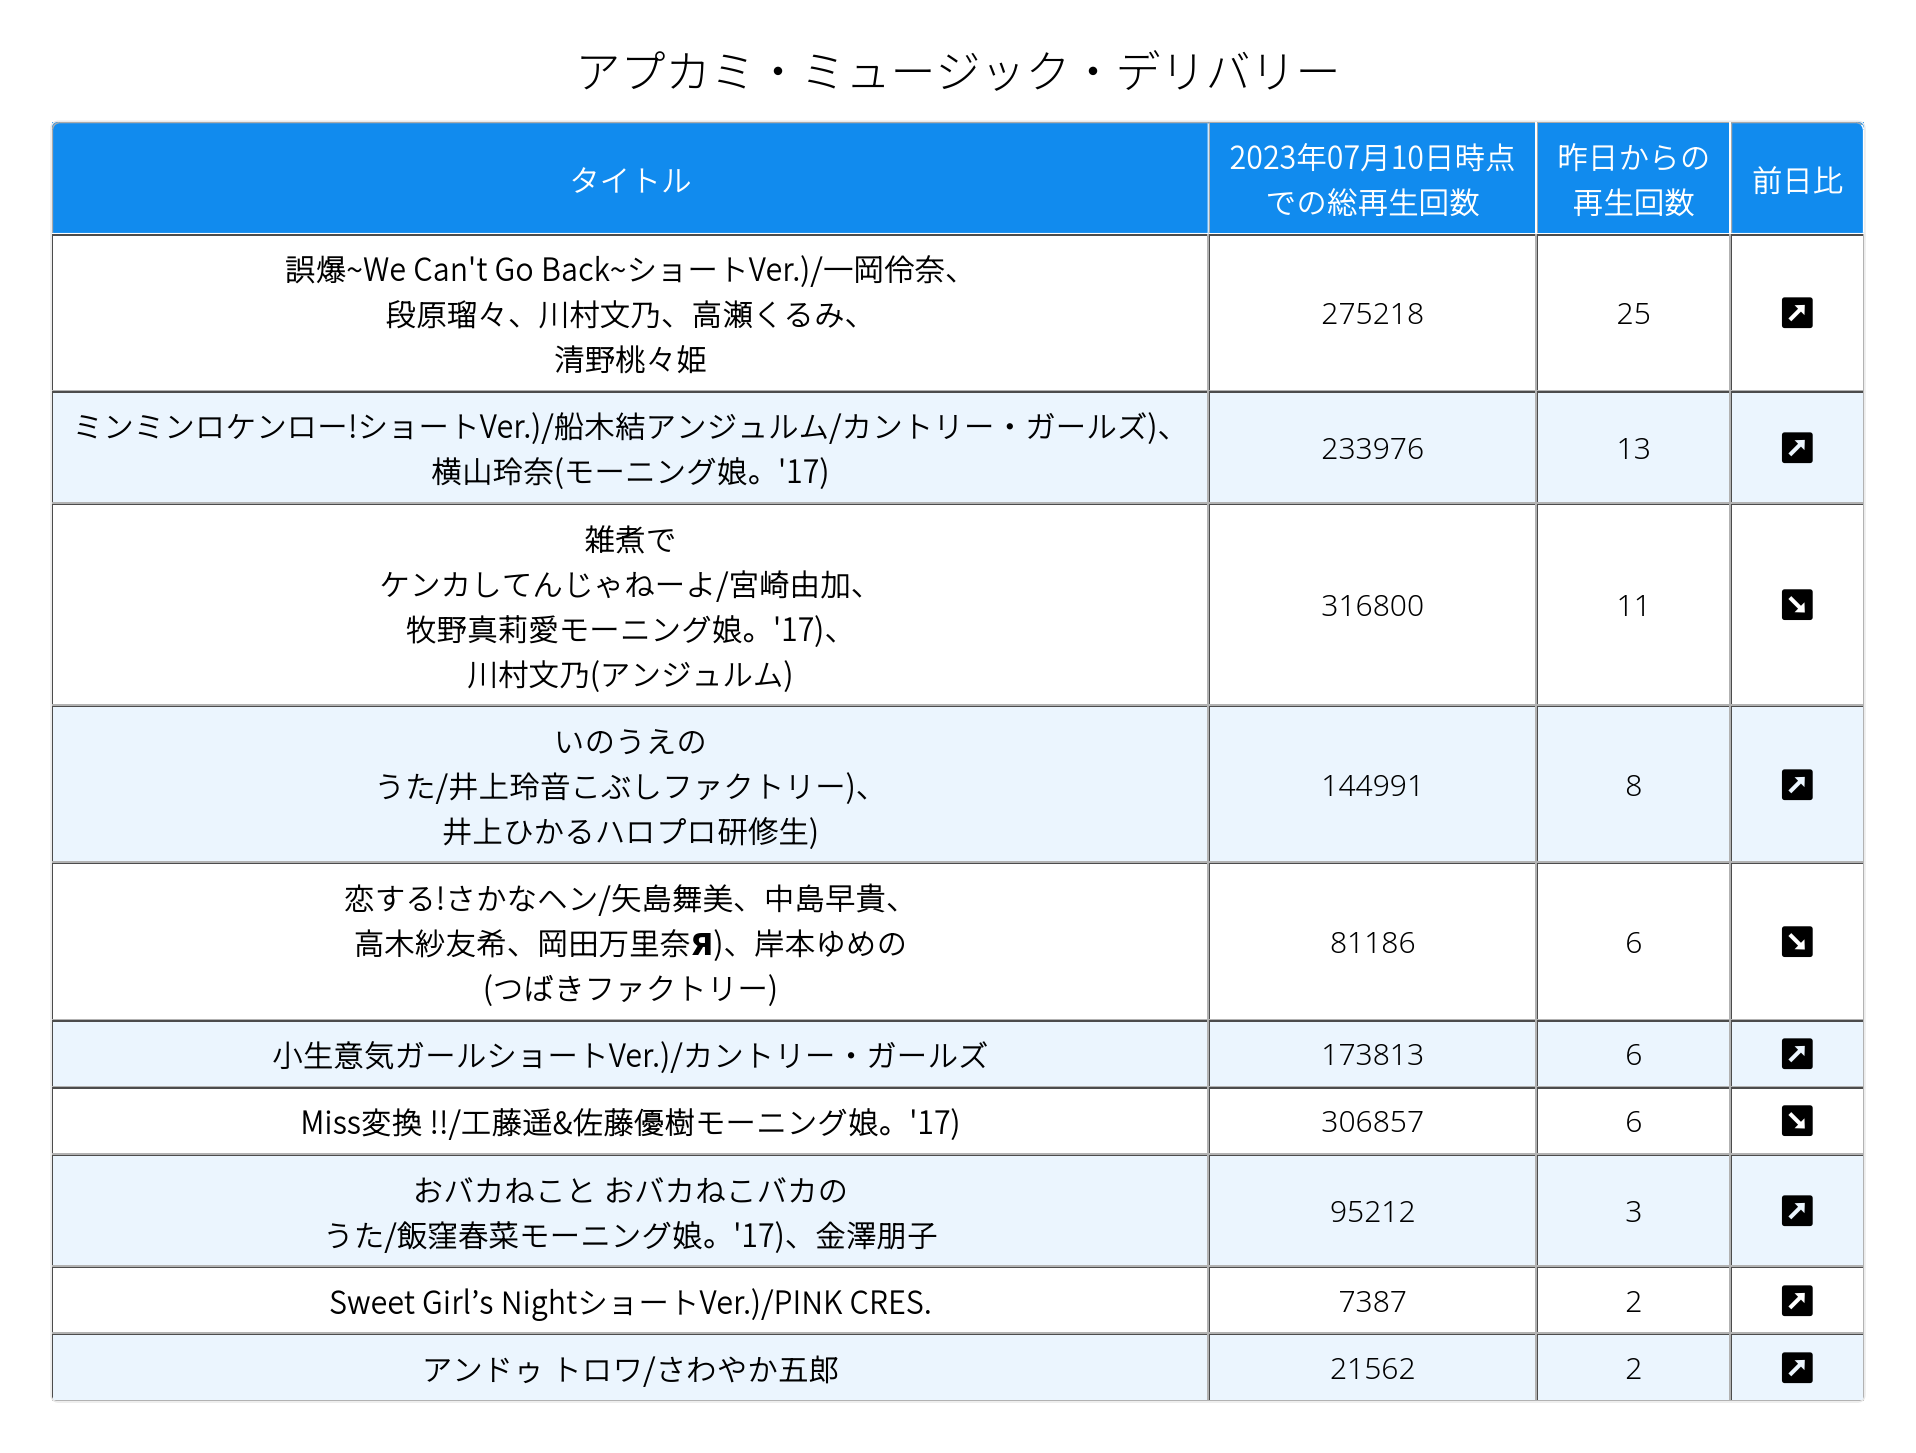 アプカミ・ミュージック・デリバリー
タイトル
2023年07月10日時点
での総再生回数
昨日からの
再生回数
前日比
誤爆~We Can't Go Back~ショートVer.)/一岡伶奈、
段原瑠々、川村文乃、高瀬くるみ、
清野桃々姫
275218
25
ミンミンロケンロー!ショートVer.)/船木結アンジュルム/カントリー・ガールズ)、
横山玲奈(モーニング娘。'17)
233976
13
雑煮で
ケンカしてんじゃねーよ/宮崎由加、
牧野真莉愛モーニング娘。'17)、
川村文乃(アンジュルム)
316800
11
いのうえの
うた/井上玲音こぶしファクトリー)、
井上ひかるハロプロ研修生)
144991
8
恋する!さかなヘン/矢島舞美、中島早貴、
高木紗友希、岡田万里奈Я)、岸本ゆめの
(つばきファクトリー)
81186
6
小生意気ガールショートVer.)/カントリー・ガールズ
173813
6
Miss変換 !!/工藤遥&佐藤優樹モーニング娘。'17)
306857
6
おバカねこと おバカねこバカの
うた/飯窪春菜モーニング娘。'17)、金澤朋子
95212
3
Sweet Girl’s NightショートVer.)/PINK CRES.
7387
2
アンドゥ トロワ/さわやか五郎
21562
2